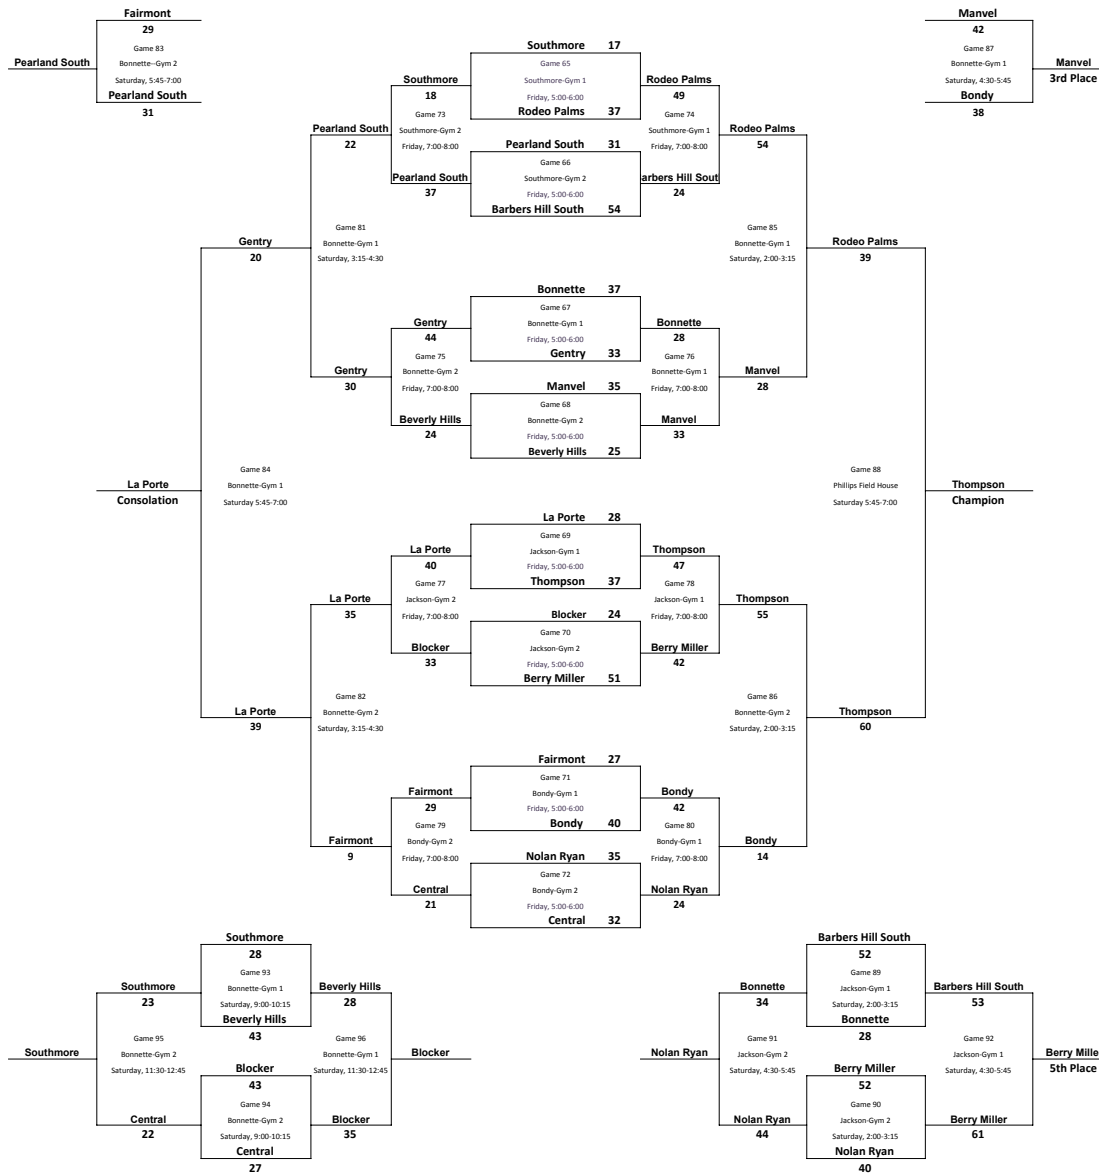 Fairmont
29
Game 83
Bonnette--Gym 2
Saturday, 5:45-7:00
Pearland South
Pearland South
31
Manvel
42
Game 87
Bonnette-Gym 1
Saturday, 4:30-5:45
Manvel
3rd Place
Bondy
38
Southmore 17
Game 65
Southmore-Gym 1
Friday, 5:00-6:00
Rodeo Palms 37
Southmore
18
Game 73
Southmore-Gym 2
Friday, 7:00-8:00
Rodeo Palms
49
Game 74
Southmore-Gym 1
Friday, 7:00-8:00
Pearland South
22
Rodeo Palms
54
Pearland South 31
Game 66
Southmore-Gym 2
Friday, 5:00-6:00
Barbers Hill South 54
Pearland South
37
arbers Hill Sout
24
Game 81
Bonnette-Gym 1
Saturday, 3:15-4:30
Game 85
Bonnette-Gym 1
Saturday, 2:00-3:15
Gentry
20
Rodeo Palms
39
Bonnette 37
Game 67
Bonnette-Gym 1
Friday, 5:00-6:00
Gentry 33
Gentry
44
Game 75
Bonnette-Gym 2
Friday, 7:00-8:00
Bonnette
28
Game 76
Bonnette-Gym 1
Friday, 7:00-8:00
Gentry
30
Manvel
28
Manvel 35
Game 68
Bonnette-Gym 2
Friday, 5:00-6:00
Beverly Hills 25
Beverly Hills
24
Manvel
33
Game 84
Bonnette-Gym 1
Saturday 5:45-7:00
La Porte
Consolation
Game 88
Phillips Field House
Saturday 5:45-7:00
Thompson
Champion
La Porte 28
Game 69
Jackson-Gym 1
Friday, 5:00-6:00
Thompson 37
La Porte
40
Game 77
Jackson-Gym 2
Friday, 7:00-8:00
Thompson
47
Game 78
Jackson-Gym 1
Friday, 7:00-8:00
La Porte
35
Thompson
55
Blocker 24
Game 70
Jackson-Gym 2
Friday, 5:00-6:00
Berry Miller 51
Blocker
33
Berry Miller
42
Game 82
Bonnette-Gym 2
Saturday, 3:15-4:30
Game 86
Bonnette-Gym 2
Saturday, 2:00-3:15
La Porte
39
Thompson
60
Fairmont 27
Game 71
Bondy-Gym 1
Friday, 5:00-6:00
Bondy 40
Fairmont
29
Game 79
Bondy-Gym 2
Friday, 7:00-8:00
Bondy
42
Game 80
Bondy-Gym 1
Friday, 7:00-8:00
Fairmont
9
Bondy
14
Nolan Ryan 35
Game 72
Bondy-Gym 2
Friday, 5:00-6:00
Central 32
Central
21
Nolan Ryan
24
Southmore
28
Game 93
Bonnette-Gym 1
Saturday, 9:00-10:15
Beverly Hills
43
Southmore
23
Beverly Hills
28
Game 95
Bonnette-Gym 2
Saturday, 11:30-12:45
Game 96
Bonnette-Gym 1
Saturday, 11:30-12:45
Southmore
Blocker
Blocker
43
Game 94
Bonnette-Gym 2
Saturday, 9:00-10:15
Central
27
Central
22
Blocker
35
Barbers Hill South
52
Game 89
Jackson-Gym 1
Saturday, 2:00-3:15
Bonnette
28
Bonnette
34
Barbers Hill South
53
Game 91
Jackson-Gym 2
Saturday, 4:30-5:45
Game 92
Jackson-Gym 1
Saturday, 4:30-5:45
Nolan Ryan
Berry Mille
5th Place
Berry Miller
52
Game 90
Jackson-Gym 2
Saturday, 2:00-3:15
Nolan Ryan
40
Nolan Ryan
44
Berry Miller
61